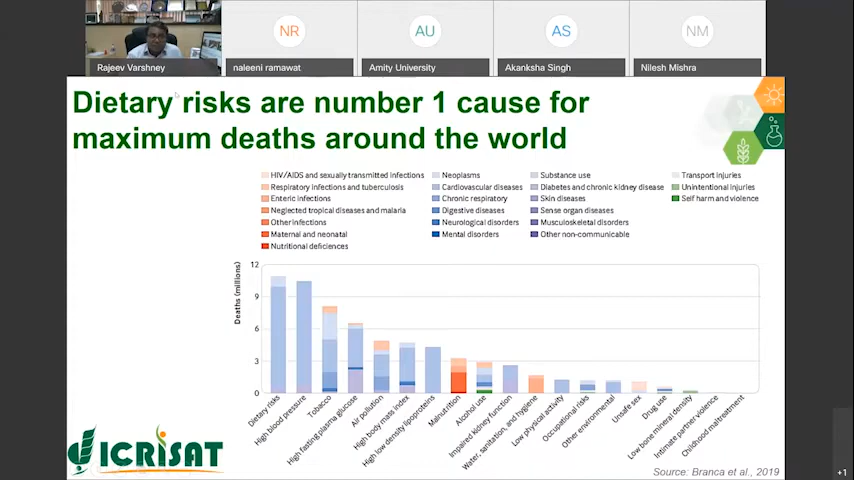 NR
AU
AS
NM
Rajeev Varshney
naleeni ramawat
Amity University
Akanksha Singh
Nilesh Mishra
Dietary risks are number 1 cause for
maximum deaths around the world
HIV/AIDS and sexually transmitted infections
Respiratory infections and tuberculosis
Enteric infections
Neglected tropical diseases and malaria
Other infections
Maternal and neonatal
Nutritional deficiences
Neoplasms
Cardiovascular diseases
Chronic respiratory
Digestive diseases
Neurological disorders
Mental disorders
Substance use
Diabetes and chronic kidney disease
Skin diseases
Sense organ diseases
Musculoskeletal disorders
Other non-communicable
Transport injuries
Unintentional injuries
Self harm and violence
Deaths (millions)
12
9
6
3
0
Dietary risks
High blood pressure
Tobacco
High fasting plasma glucose
Air pollution
High body mass index
High low density lipoproteins
Malnutrition
Alcohol use
Impaired kidney function
Water, sanitation, and hygiene
Low physical activity
Occupational risks
Other environmental
Unsafe sex
Drug use
Low bone mineral density
Intimate partner violence
Childhood maltreatment
ICRISAT
Source: Branca et al., 2019
+1